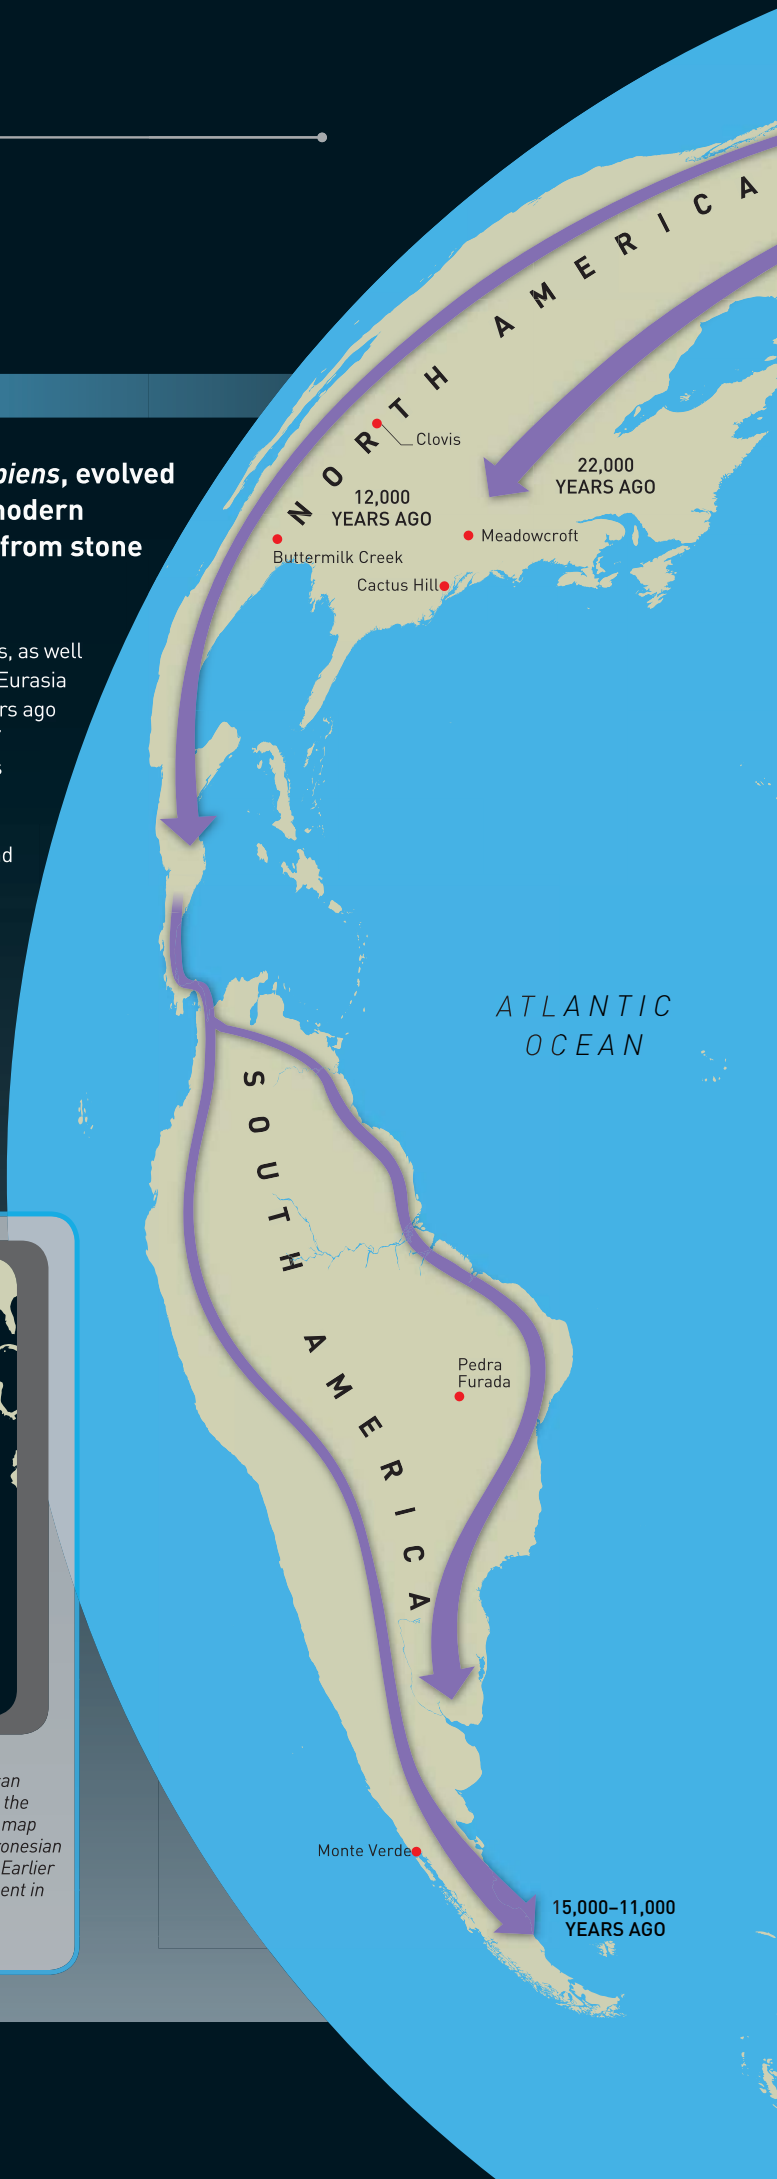 NORTH AMERICA
Clovis
22,000
YEARS AGO
12,000
YEARS AGO
Meadowcroft
Buttermilk Creek
Cactus Hill
piens, evolved
nodern
from stone
s, as well
Eurasia
rs ago
s
d
ATLANTIC
OCEAN
SOUTH AMERICA
Pedra
Furada
Monte Verde
15,000–11,000
YEARS AGO
an
the
map
onesian
Earlier
ent in